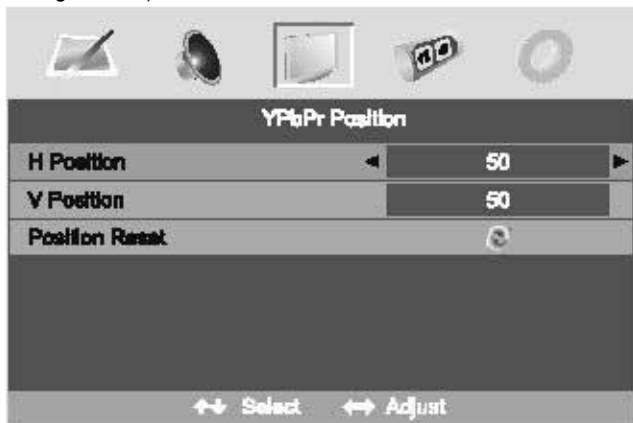 YPbPr Position
H Position 50
V Position 50
Position Reset
Select Adjust